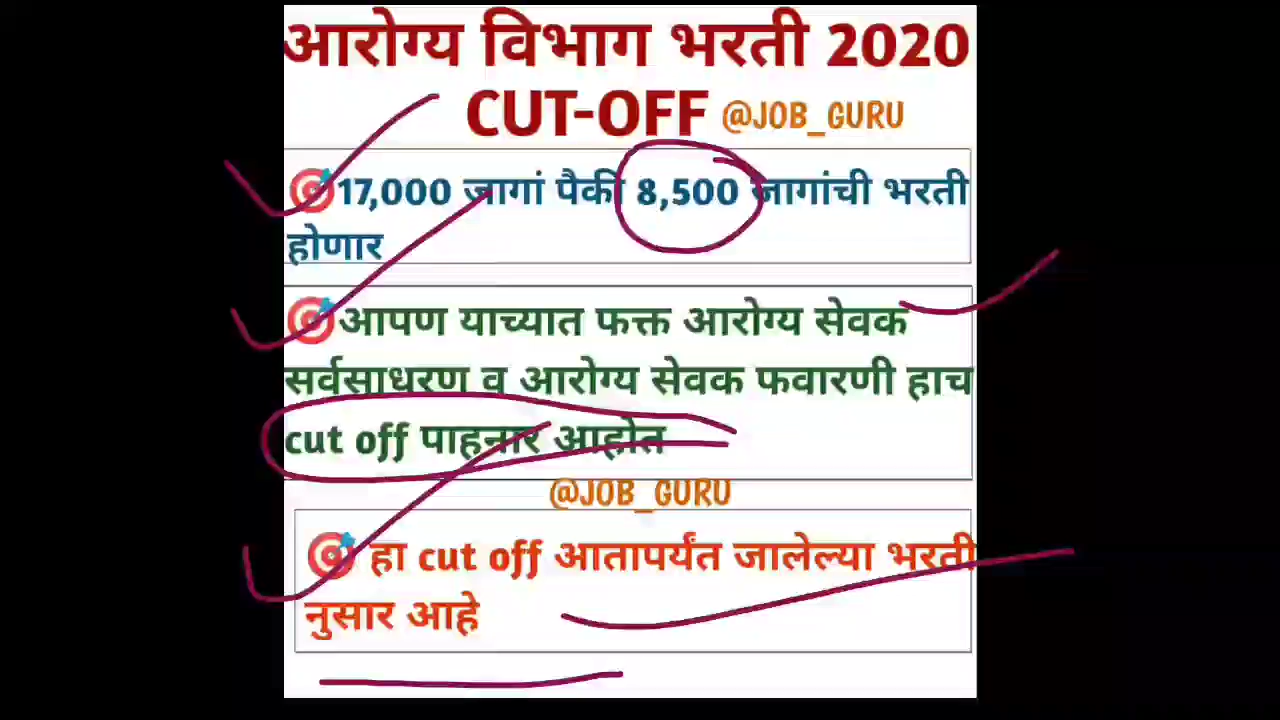 आरोग्य विभाग भरती 2020
CUT-OFF @JOB_GURU
17,000 जागां पैकी 8,500 जागांची भरती
होणार
आपण याच्यात फक्त आरोग्य सेवक
सर्वसाधरण व आरोग्य सेवक फवारणी हाच
cut off पाहनार आहोत
@JOB_GURU
हा cut off आतापर्यंत जालेल्या भरती
नुसार आहे